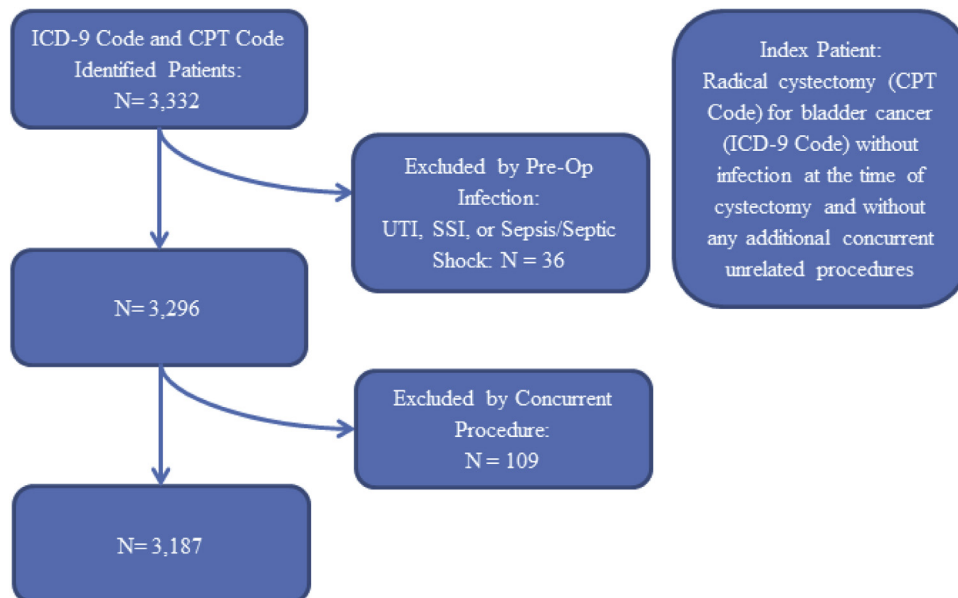 ICD-9 Code and CPT Code
Identified Patients:
N= 3,332
Excluded by Pre-Op
Infection:
UTI, SSI, or Sepsis/Septic
Shock: N = 36
N= 3,296
Excluded by Concurrent
Procedure:
N = 109
N= 3,187
Index Patient:
Radical cystectomy (CPT
Code) for bladder cancer
(ICD-9 Code) without
infection at the time of
cystectomy and without
any additional concurrent
unrelated procedures